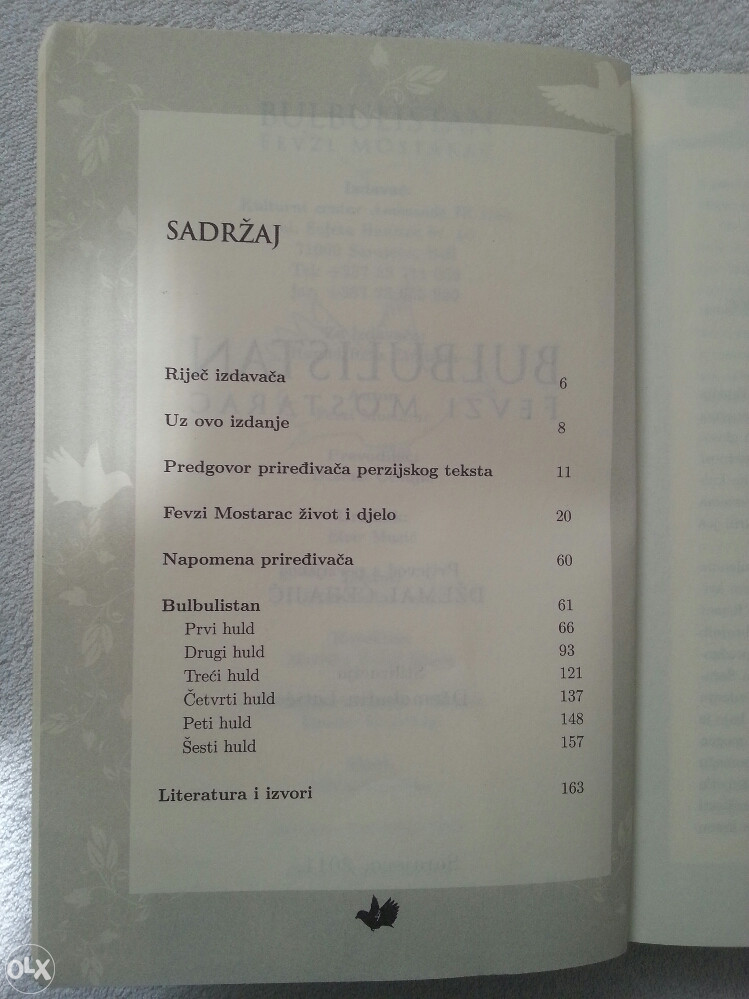 SADRŽAJ
Riječ izdavača 6
Uz ovo izdanje 8
Predgovor priređivača perzijskog teksta 11
Fevzi Mostarac život i djelo 20
Napomena priređivača 60
Bulbulistan 61
Prvi huld 66
Drugi huld 93
Treći huld 121
Četvrti huld 137
Peti huld 148
Šesti huld 157
Literatura i izvori 163
OLX